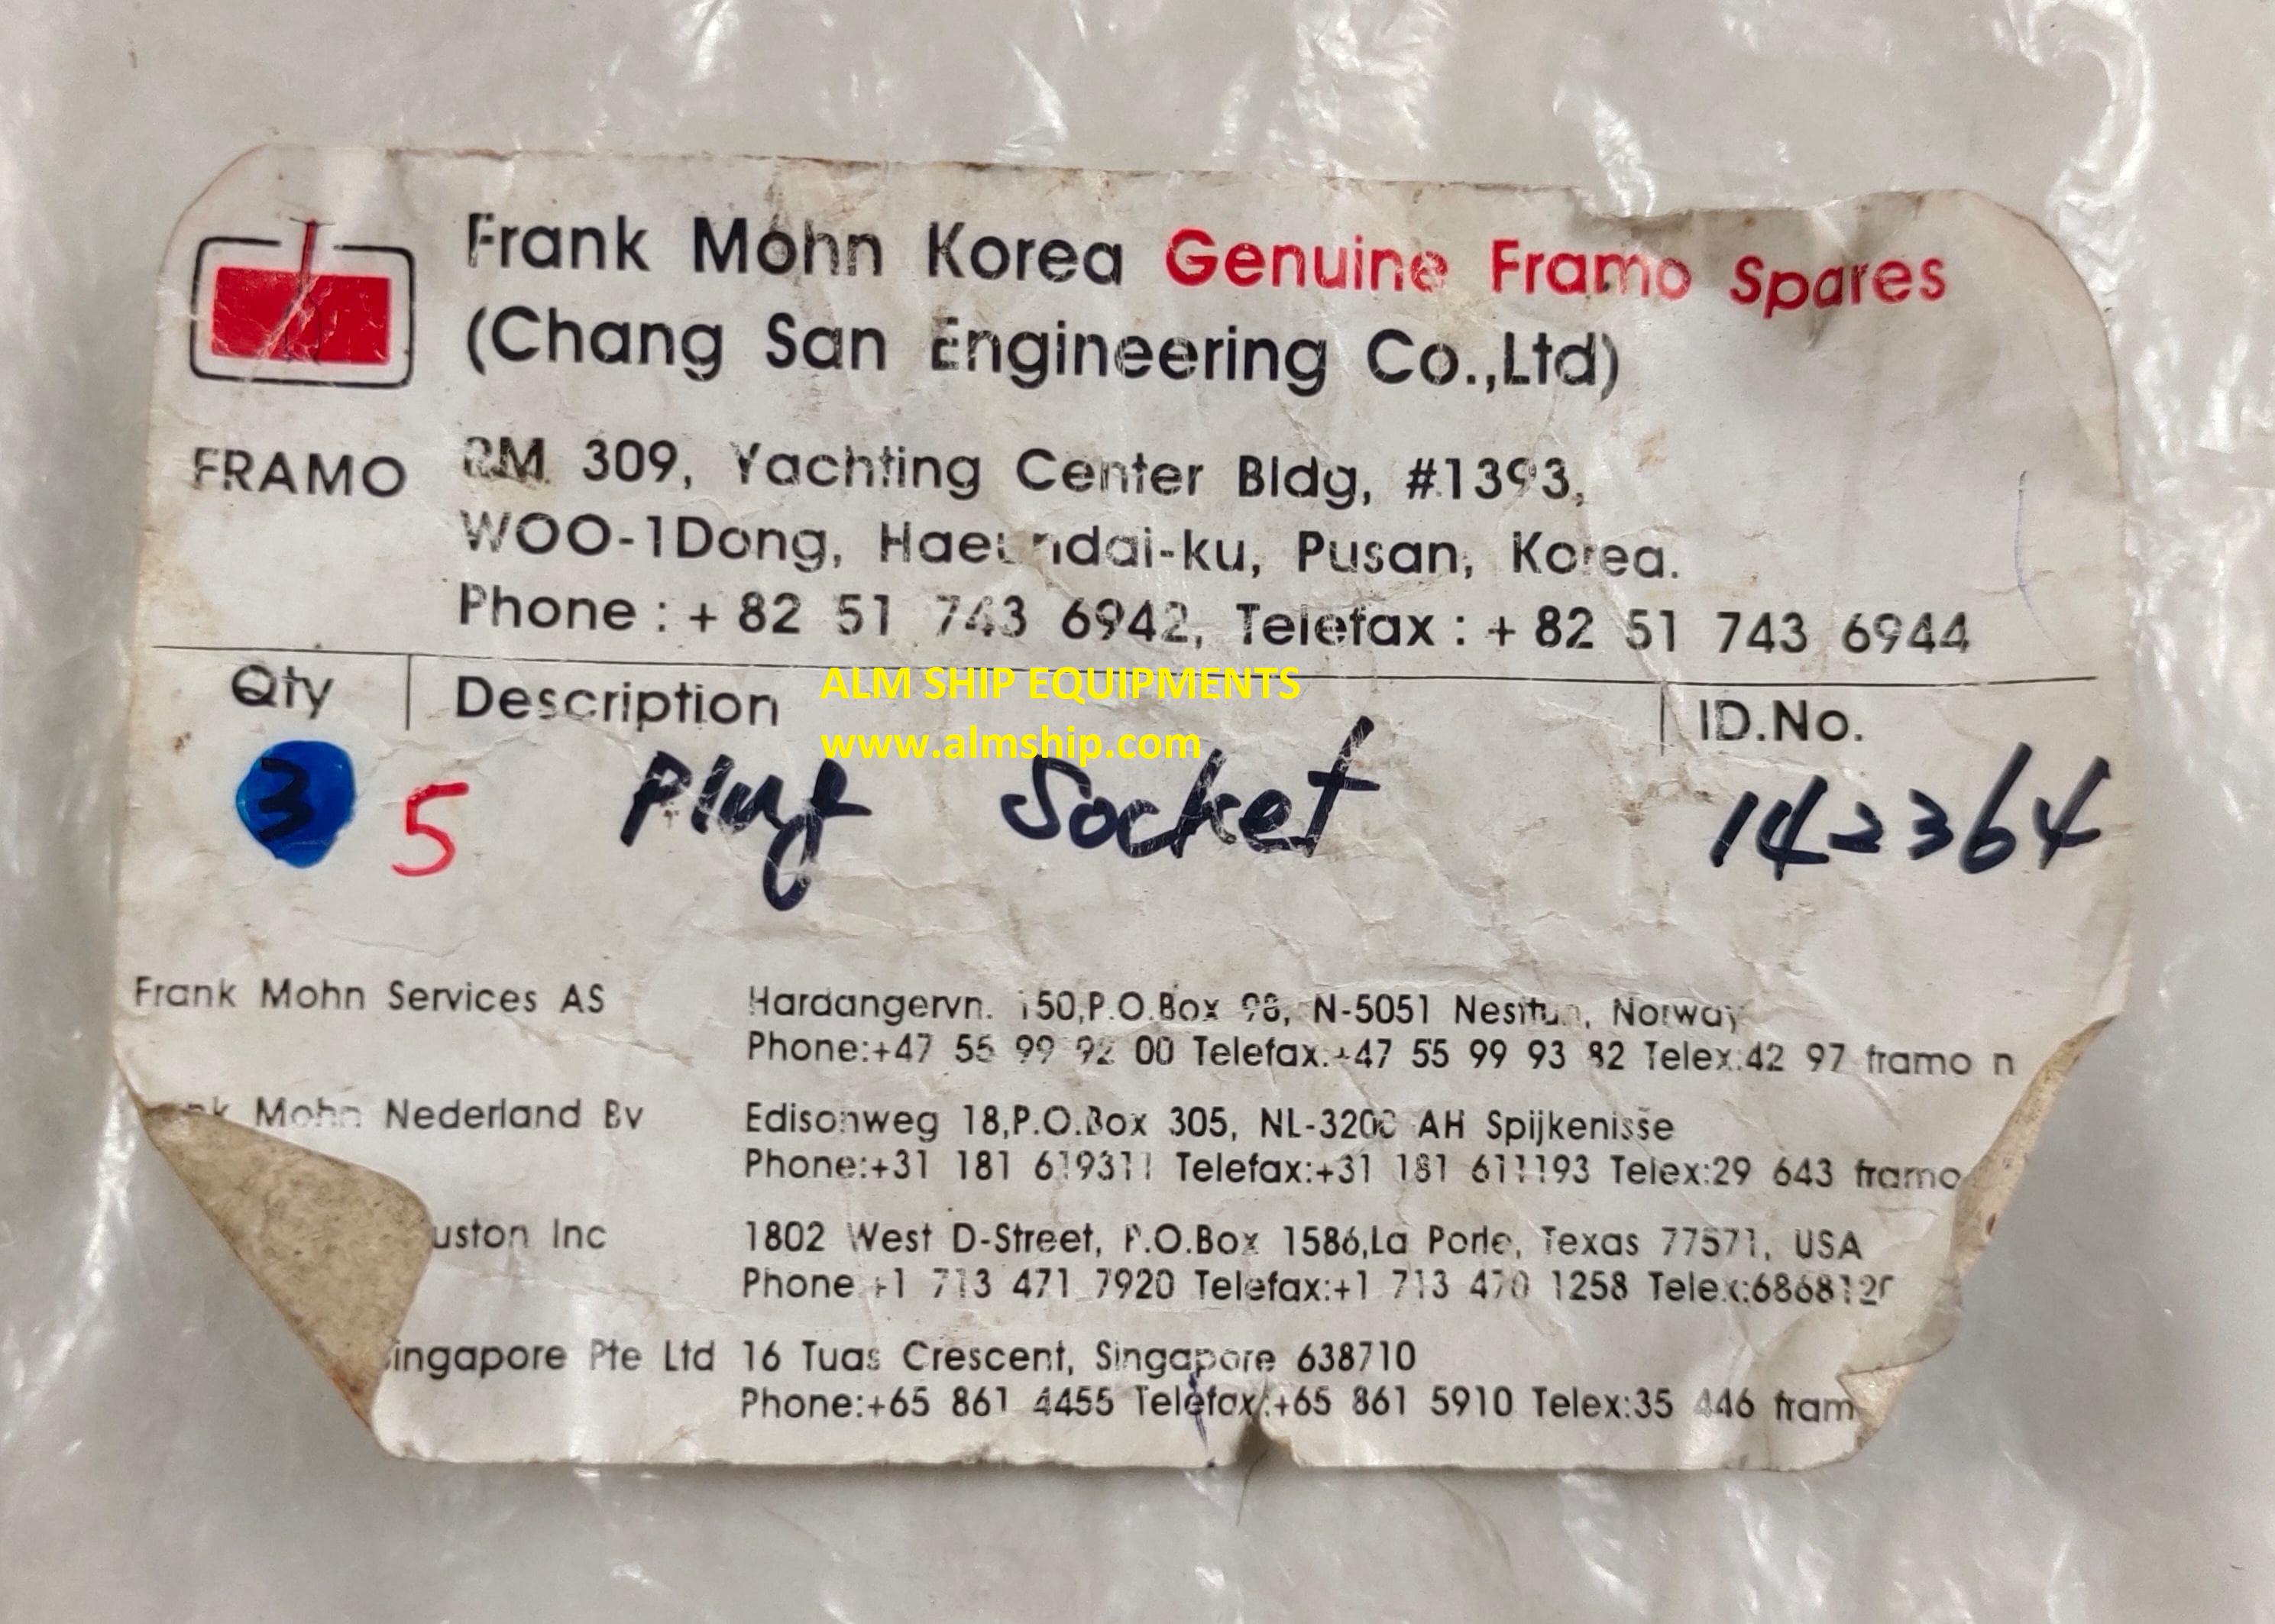 Frank Mohn Korea Genuine Framo Spares
(Chang San Engineering Co.,Ltd)
FRAMO
RM 309, Yachting Center Bldg, #1393,
WOO-1Dong, Haeundai-ku, Pusan, Korea.
Phone : + 82 51 743 6942, Telefax : + 82 51 743 6944
Qty Description ID.No.
ALM SHIP EQUIPMENTS
www.almship.com
3 5 Plug Socket 142364
Frank Mohn Services AS Hardangervn. 150,P.O.Box 98, N-5051 Nesttun, Norway
Phone:+47 55 99 92 00 Telefax:+47 55 99 93 82 Telex:42 97 framo n
Mohn Nederland Bv Edisonweg 18,P.O.Box 305, NL-3200 AH Spijkenisse
Phone:+31 181 619311 Telefax:+31 181 611193 Telex:29 643 framo
uston Inc 1802 West D-Street, P.O.Box 1586,La Porte, Texas 77571, USA
Phone:+1 713 471 7920 Telefax:+1 713 470 1258 Telex:686812
ingapore Pte Ltd 16 Tuas Crescent, Singapore 638710
Phone:+65 861 4455 Telefax:+65 861 5910 Telex:35 446 fram